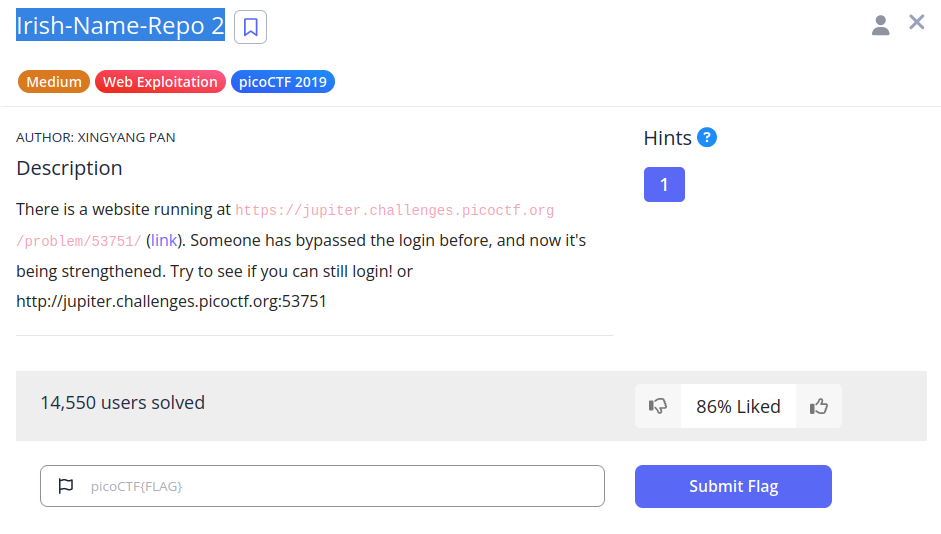 Irish-Name-Repo 2
Medium Web Exploitation picoCTF 2019
AUTHOR: XINGYANG PAN
Hints ?
Description
1
There is a website running at https://jupiter.challenges.picoctf.org
/problem/53751/ (link). Someone has bypassed the login before, and now it's
being strengthened. Try to see if you can still login! or
http://jupiter.challenges.picoctf.org:53751
14,550 users solved
86% Liked
picoCTF{FLAG}
Submit Flag